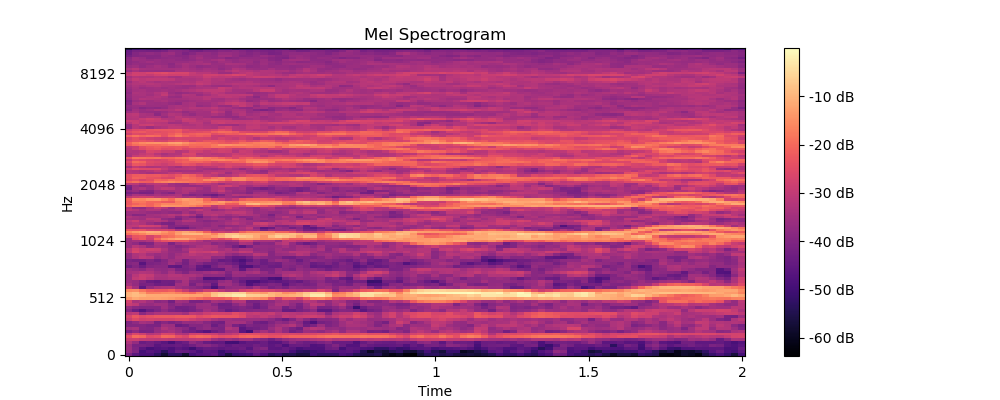 Mel Spectrogram
8192
4096
2048
1024
512
0
Hz
0 0.5 1 1.5 2
Time
-10 dB
-20 dB
-30 dB
-40 dB
-50 dB
-60 dB